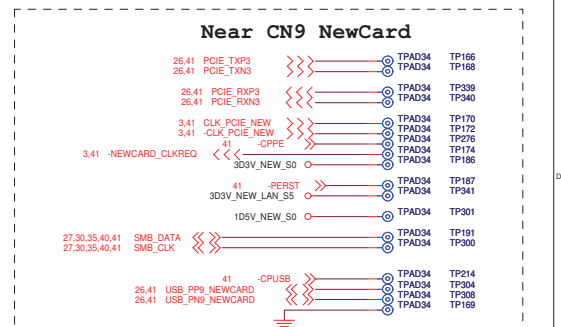 Near CN9 NewCard
26,41 PCIE_TXP3 TPAD34 TP166
26,41 PCIE_TXN3 TPAD34 TP168
26,41 PCIE_RXP3 TPAD34 TP339
26,41 PCIE_RXN3 TPAD34 TP340
3,41 CLK_PCIE_NEW TPAD34 TP170
3,41 -CLK_PCIE_NEW TPAD34 TP172
41 -CPPE TPAD34 TP276
3,41 -NEWCARD_CLKREQ TPAD34 TP174
3D3V_NEW_S0 TPAD34 TP186
41 -PERST TPAD34 TP187
3D3V_NEW_LAN_S5 TPAD34 TP341
1D5V_NEW_S0 TPAD34 TP301
27,30,35,40,41 SMB_DATA TPAD34 TP191
27,30,35,40,41 SMB_CLK TPAD34 TP300
41 -CPUSB TPAD34 TP214
26,41 USB_PP9_NEWCARD TPAD34 TP304
26,41 USB_PN9_NEWCARD TPAD34 TP308
TPAD34 TP169
D